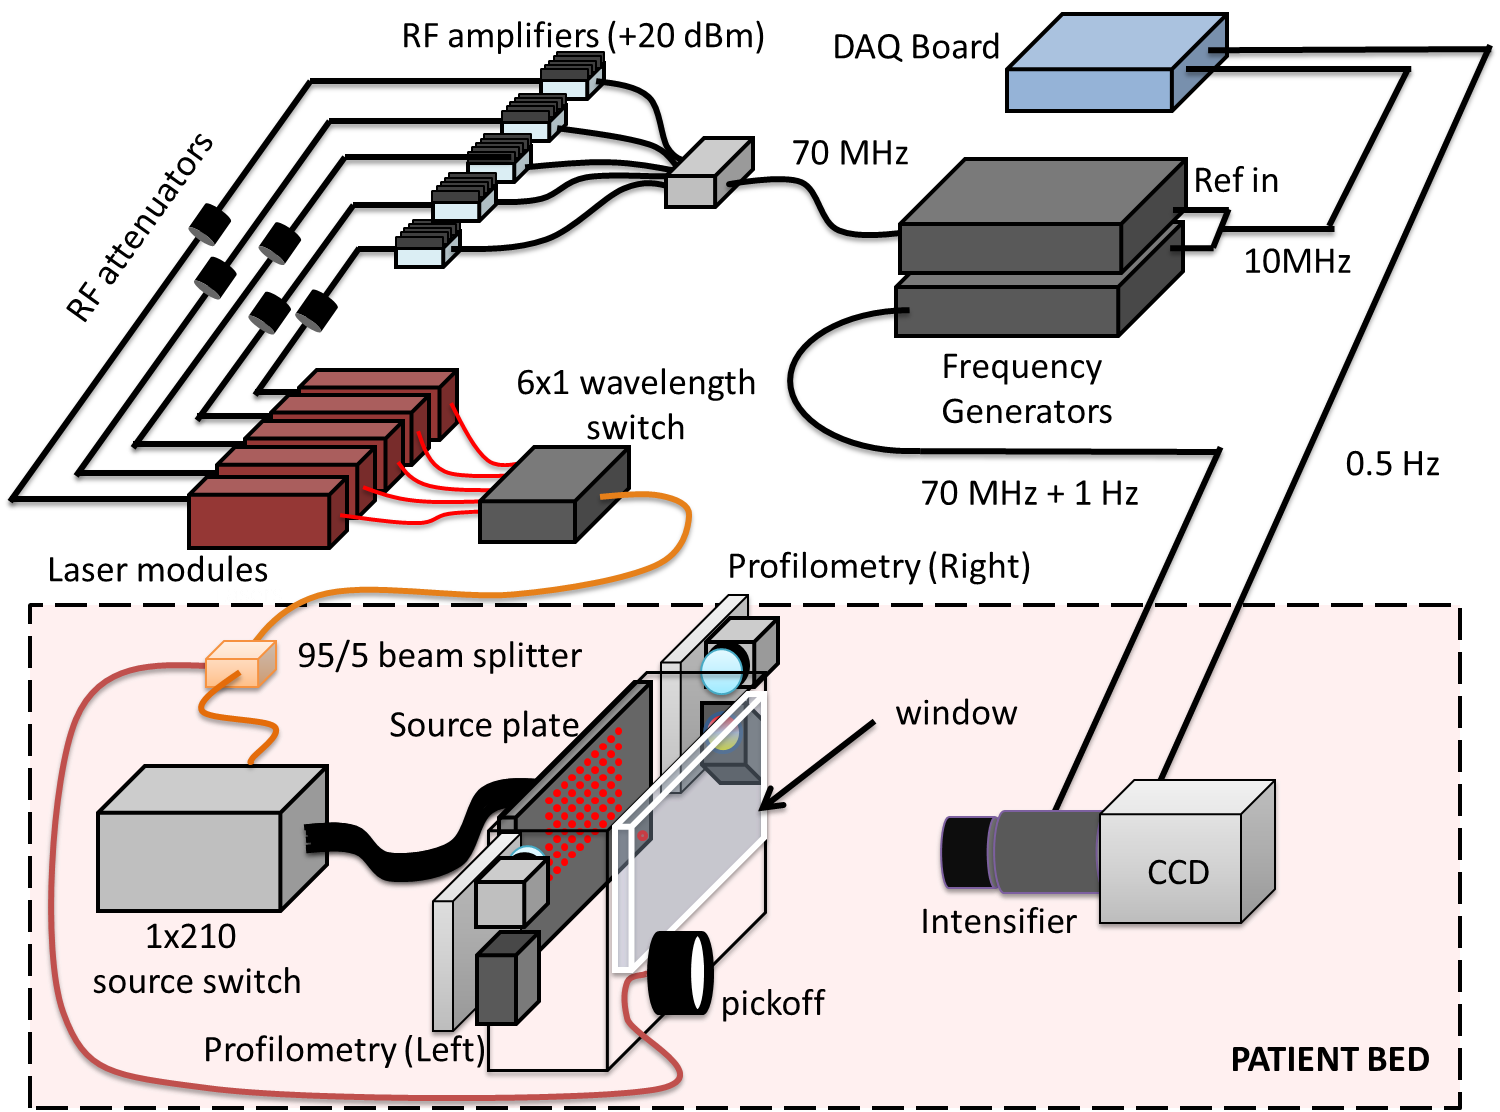 RF amplifiers (+20 dBm)
DAQ Board
70 MHz
Ref in
RF attenuators
10MHz
Frequency
Generators
6x1 wavelength
switch
0.5 Hz
70 MHz + 1 Hz
Laser modules
Profilometry (Right)
95/5 beam splitter
Source plate
window
CCD
Intensifier
1x210
source switch
pickoff
Profilometry (Left)
PATIENT BED